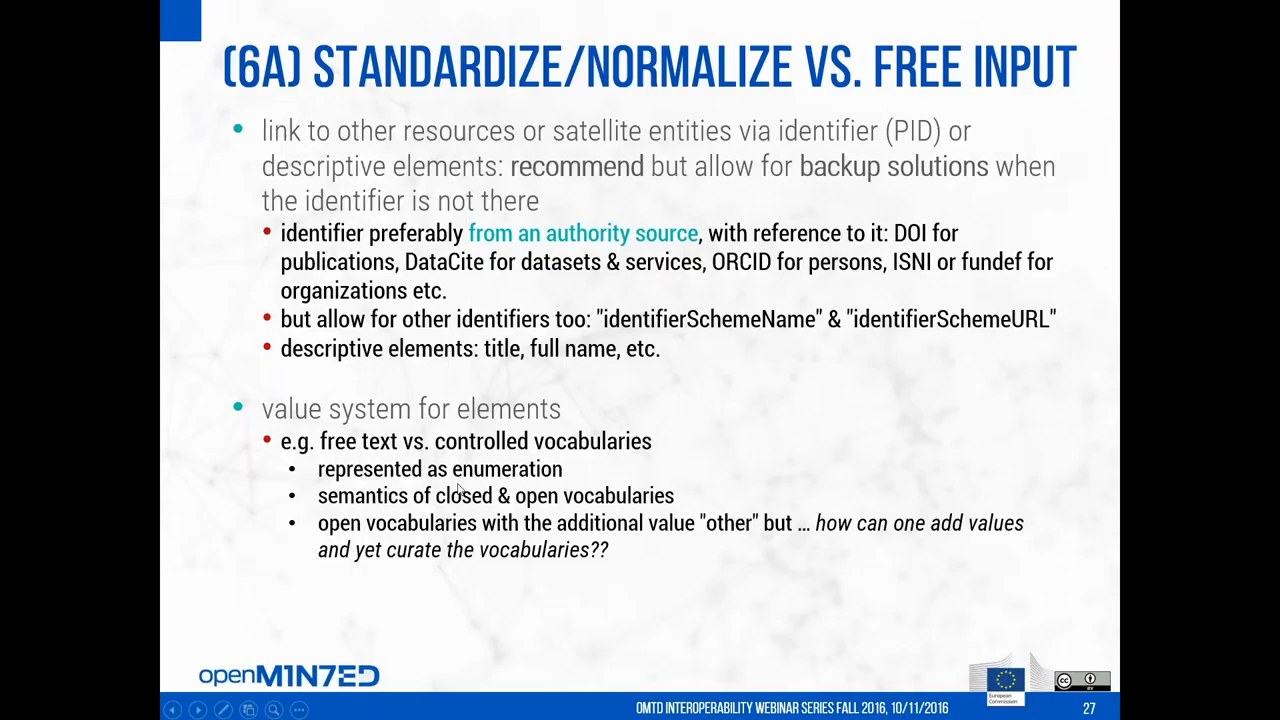 (6A) STANDARDIZE/NORMALIZE VS. FREE INPUT
• link to other resources or satellite entities via identifier (PID) or
descriptive elements: recommend but allow for backup solutions when
the identifier is not there
• identifier preferably from an authority source, with reference to it: DOI for
publications, DataCite for datasets & services, ORCID for persons, ISNI or fundef for
organizations etc.
• but allow for other identifiers too: "identifierSchemeName" & "identifierSchemeURL"
• descriptive elements: title, full name, etc.
• value system for elements
• e.g. free text vs. controlled vocabularies
• represented as enumeration
• semantics of closed & open vocabularies
• open vocabularies with the additional value "other" but ... how can one add values
and yet curate the vocabularies??
openM1N7ED
European
Commission
cc
BY
OMTD INTEROPERABILITY WEBINAR SERIES FALL 2016, 10/11/2016
27